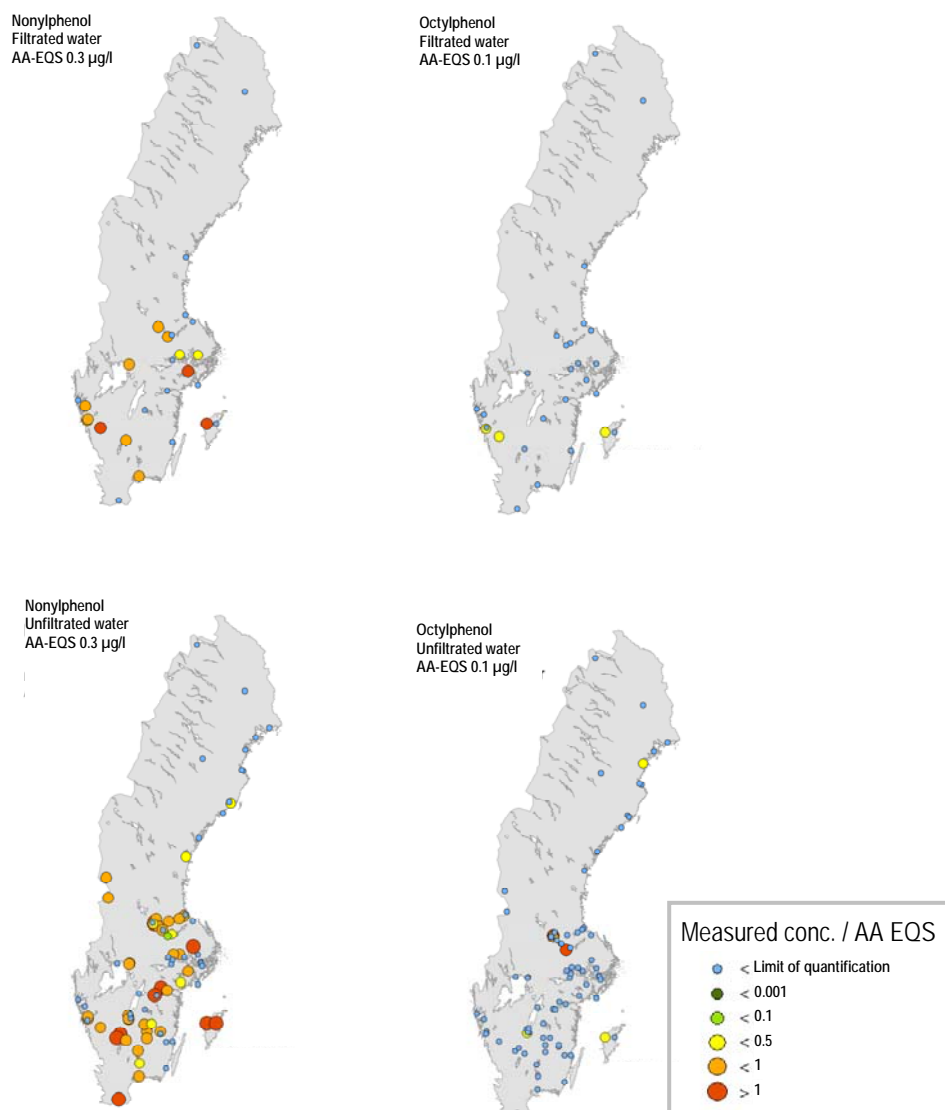 Nonylphenol
Filtrated water
AA-EQS 0.3 µg/l
Octylphenol
Filtrated water
AA-EQS 0.1 µg/l
Nonylphenol
Unfiltrated water
AA-EQS 0.3 µg/l
Octylphenol
Unfiltrated water
AA-EQS 0.1 µg/l
Measured conc. / AA EQS
< Limit of quantification
< 0.001
< 0.1
< 0.5
< 1
> 1